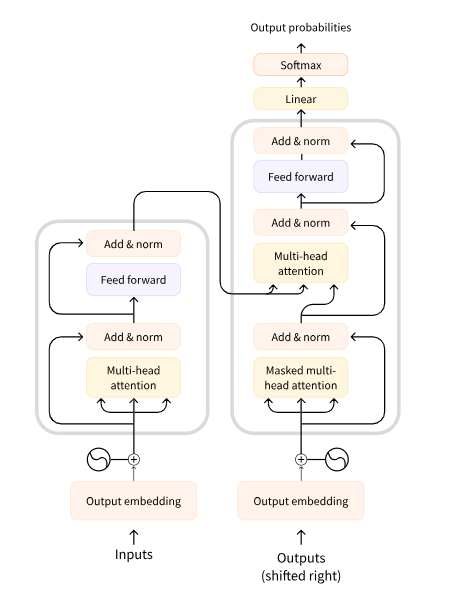 Output probabilities
Softmax
Linear
Add & norm
Feed forward
Add & norm
Multi-head
attention
Add & norm
Masked multi-
head attention
Output embedding
Outputs
(shifted right)
Add & norm
Feed forward
Add & norm
Multi-head
attention
Output embedding
Inputs